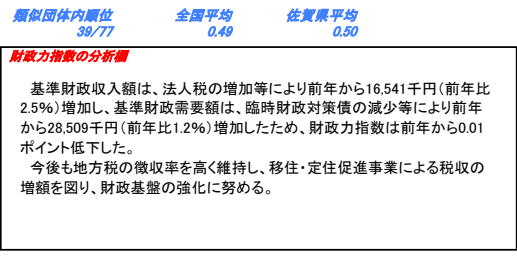 類似団体内順位 全国平均 佐賀県平均
39/77 0.49 0.50
財政力指数の分析欄
基準財政収入額は、法人税の増加等により前年から16,541千円（前年比
2.5％）増加し、基準財政需要額は、臨時財政対策債の減少等により前年
から28,509千円（前年比1.2％）増加したため、財政力指数は前年から0.01
ポイント低下した。
今後も地方税の徴収率を高く維持し、移住・定住促進事業による税収の
増額を図り、財政基盤の強化に努める。